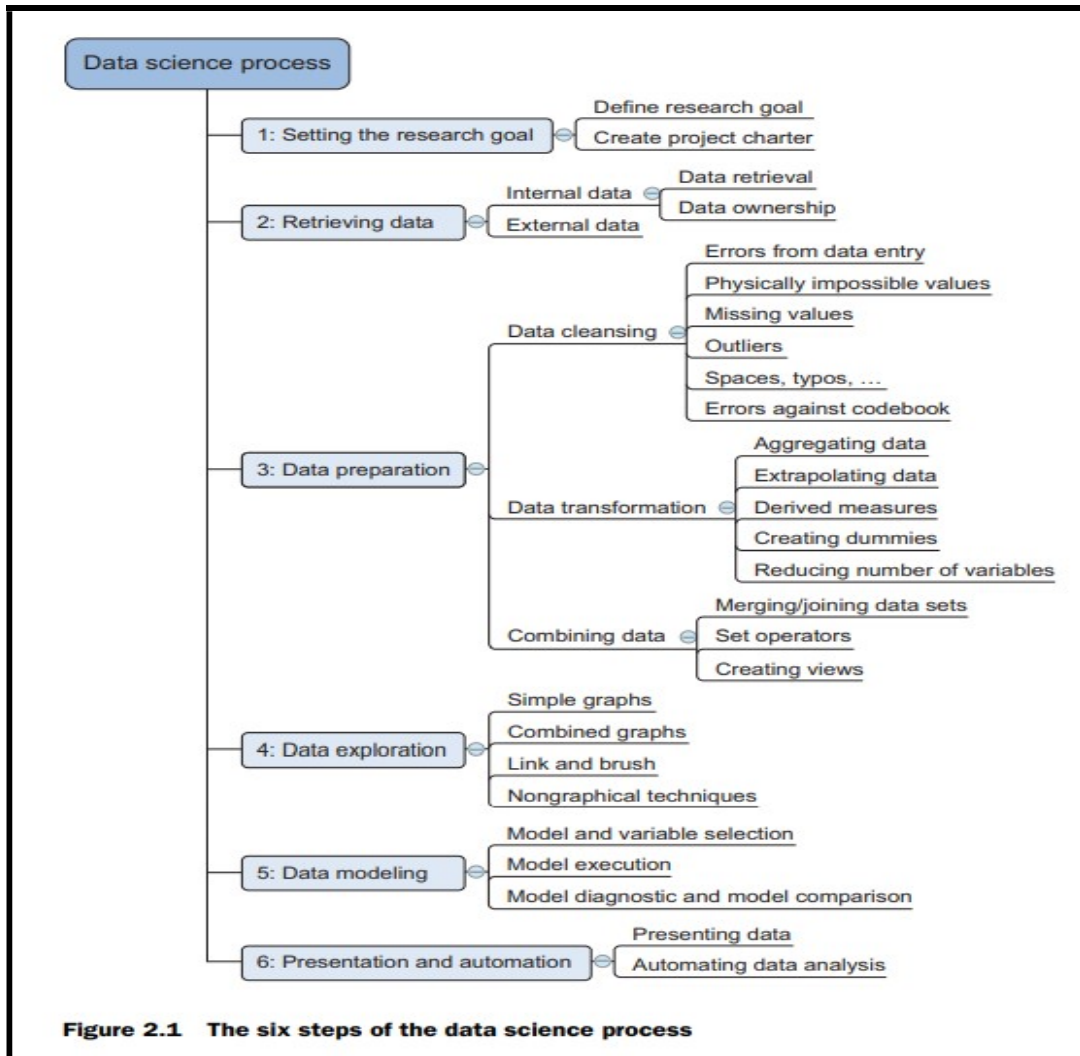 Data science process
1: Setting the research goal
Define research goal
Create project charter
2: Retrieving data
Internal data
Data retrieval
Data ownership
External data
3: Data preparation
Data cleansing
Errors from data entry
Physically impossible values
Missing values
Outliers
Spaces, typos, …
Errors against codebook
Data transformation
Aggregating data
Extrapolating data
Derived measures
Creating dummies
Reducing number of variables
Combining data
Merging/joining data sets
Set operators
Creating views
4: Data exploration
Simple graphs
Combined graphs
Link and brush
Nongraphical techniques
5: Data modeling
Model and variable selection
Model execution
Model diagnostic and model comparison
6: Presentation and automation
Presenting data
Automating data analysis
Figure 2.1 The six steps of the data science process